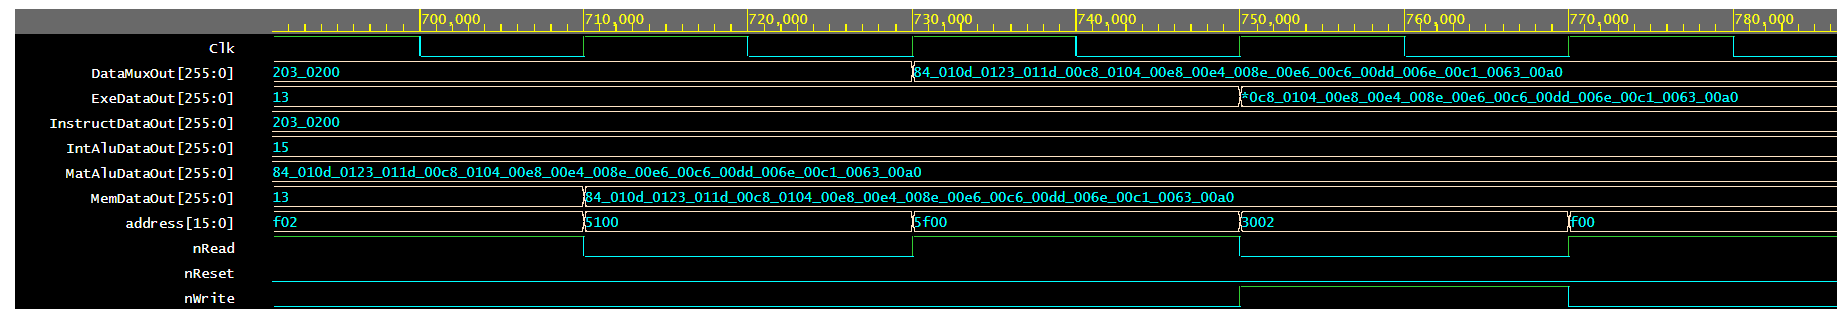 700,000 710,000 720,000 730,000 740,000 750,000 760,000 770,000 780,000
Clk
DataMuxOut[255:0] 203_0200 84_010d_0123_011d_00c8_0104_00e8_00e4_008e_00e6_00c6_00dd_006e_00c1_0063_00a0
ExeDataOut[255:0] 13 *0c8_0104_00e8_00e4_008e_00e6_00c6_00dd_006e_00c1_0063_00a0
InstructDataOut[255:0] 203_0200
IntAluDataOut[255:0] 15
MatAluDataOut[255:0] 84_010d_0123_011d_00c8_0104_00e8_00e4_008e_00e6_00c6_00dd_006e_00c1_0063_00a0
MemDataOut[255:0] 13 84_010d_0123_011d_00c8_0104_00e8_00e4_008e_00e6_00c6_00dd_006e_00c1_0063_00a0
address[15:0] f02 5100 5f00 3002 f00
nRead
nReset
nWrite